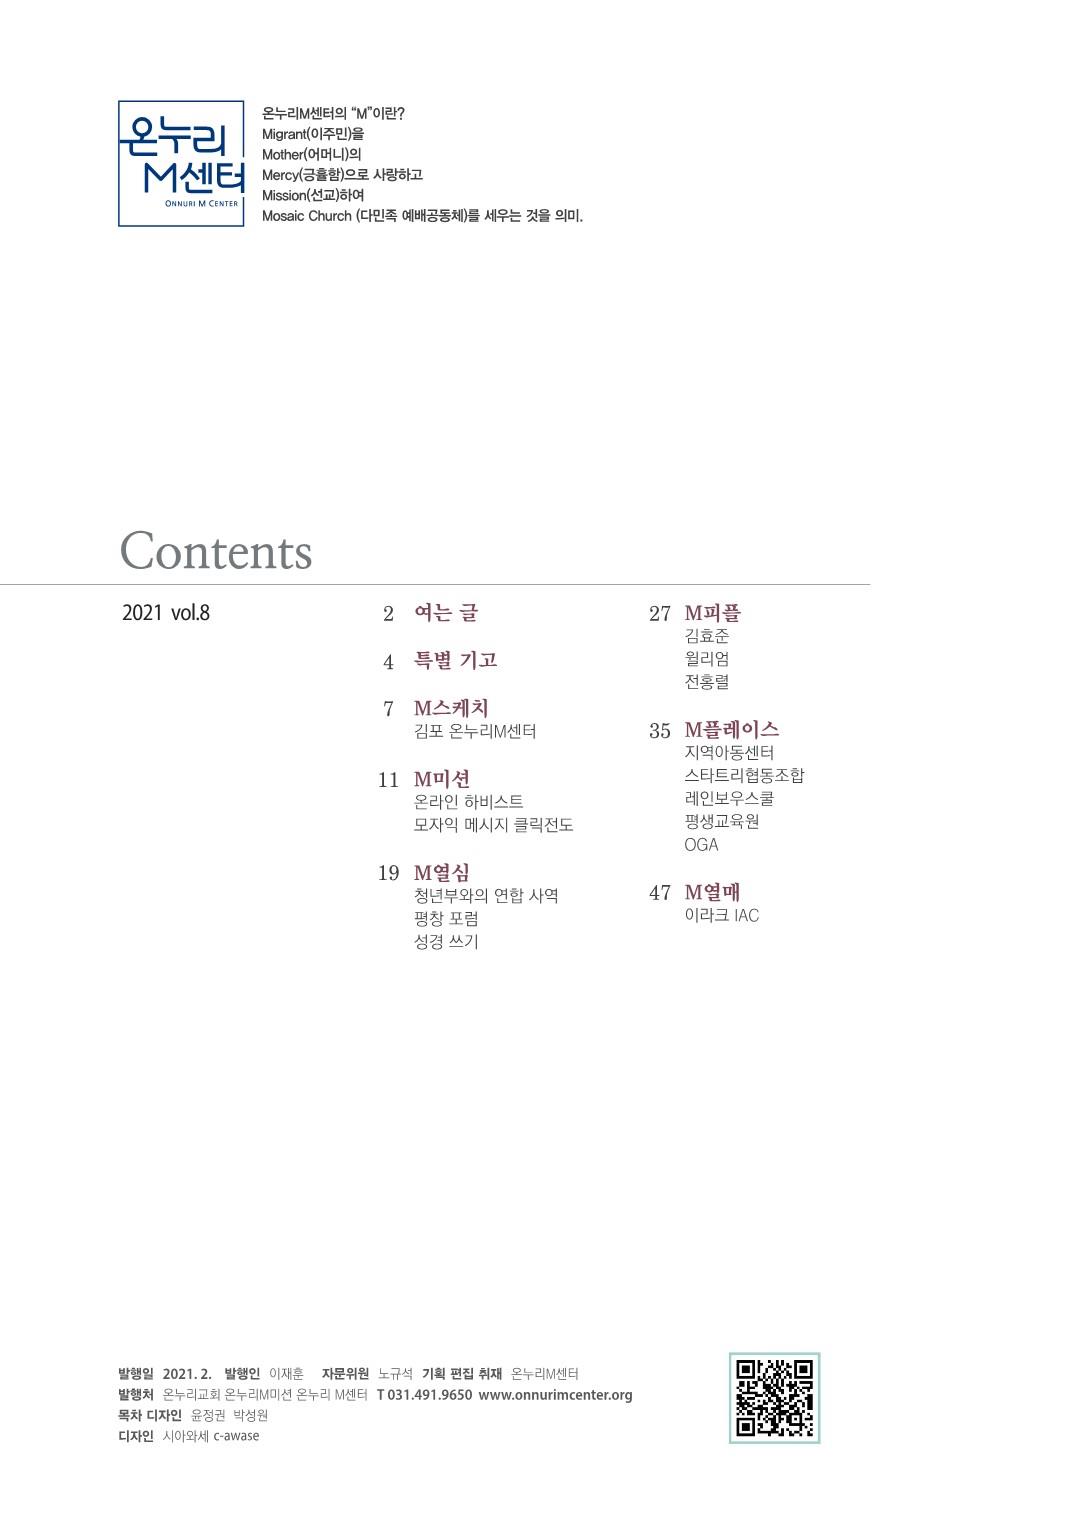 온누리
M센터
ONNURI M CENTER
온누리M센터의 “M”이란?
Migrant(이주민)을
Mother(어머니)의
Mercy(긍휼함)으로 사랑하고
Mission(선교)하여
Mosaic Church (다민족 예배공동체)를 세우는 것을 의미.
Contents
2021 vol.8
2 여는 글
4 특별 기고
7 M스케치
김포 온누리M센터
11 M미션
온라인 하비스트
모자익 메시지 클릭전도
19 M열심
청년부와의 연합 사역
평창 포럼
성경 쓰기
27 M피플
김효준
윌리엄
전홍렬
35 M플레이스
지역아동센터
스타트리협동조합
레인보우스쿨
평생교육원
OGA
47 M열매
이라크 IAC
발행일 2021. 2. 발행인 이재훈 자문위원 노규석 기획 편집 취재 온누리M센터
발행처 온누리교회 온누리M미션 온누리 M센터 T 031.491.9650 www.onnurimcenter.org
목차 디자인 윤정권 박성원
디자인 시아와세 c-awase